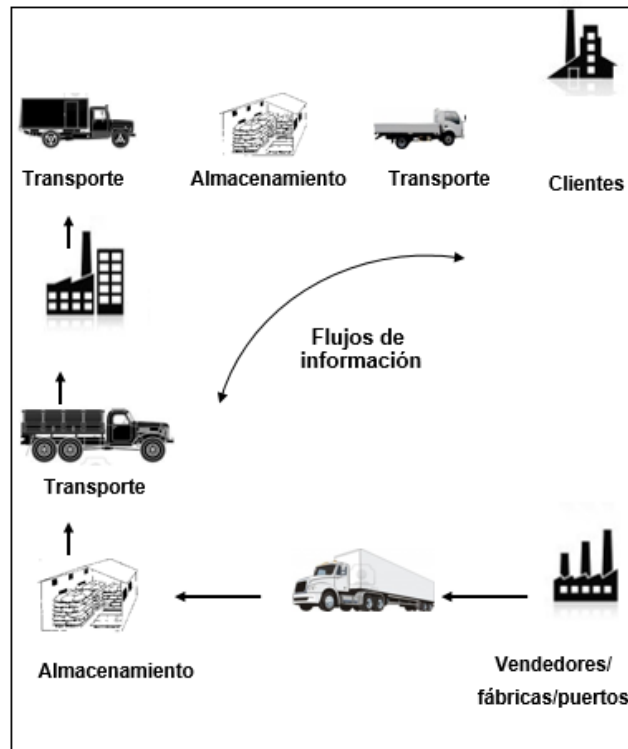 Transporte
Almacenamiento
Transporte
Clientes
Flujos de
información
Transporte
Almacenamiento
Vendedores/
fábricas/puertos